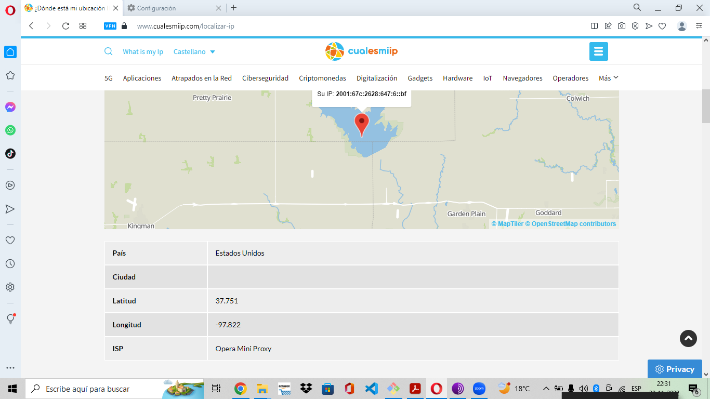 ¿Dónde está mi ubicación
Configuración
VPN
www.cualesmiip.com/localizar-ip
What is my Ip
Castellano
cualesmiip
5G Aplicaciones Atrapados en la Red Ciberseguridad Criptomonedas Digitalización Gadgets Hardware IoT Navegadores Operadores Más
Pretty Prairie
Su IP: 2001:67c:2628:647:6::bf
Colwich
Garden Plain
Goddard
Kingman
© MapTiler © OpenStreetMap contributors
País Estados Unidos
Ciudad
Latitud 37.751
Longitud -97.822
ISP Opera Mini Proxy
Privacy
Escribe aquí para buscar
18°C
ESP
22:31